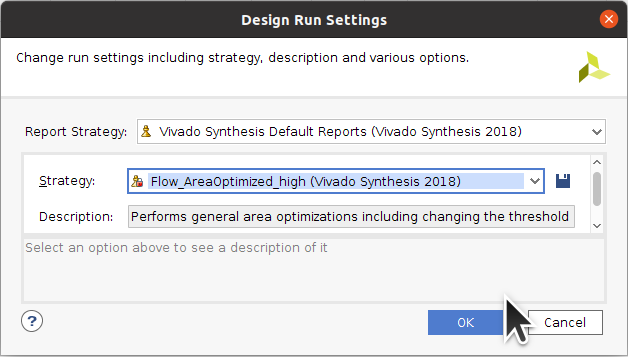 Design Run Settings
Change run settings including strategy, description and various options.
Report Strategy: Vivado Synthesis Default Reports (Vivado Synthesis 2018)
Strategy: Flow_AreaOptimized_high (Vivado Synthesis 2018)
Description: Performs general area optimizations including changing the threshold
Select an option above to see a description of it
? OK Cancel